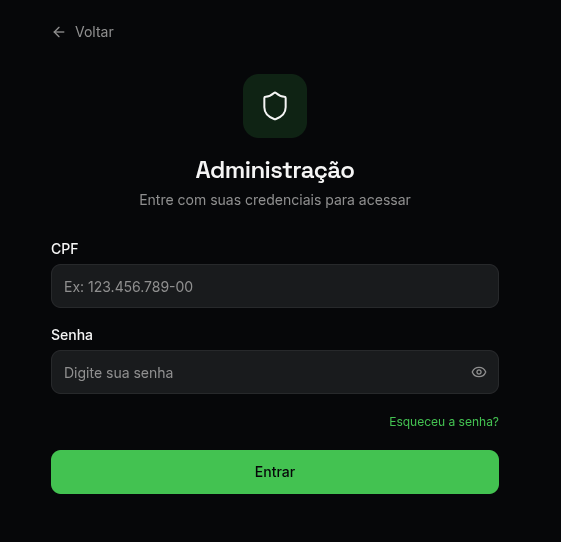 Voltar
Administração
Entre com suas credenciais para acessar
CPF
Ex: 123.456.789-00
Senha
Digite sua senha
Esqueceu a senha?
Entrar